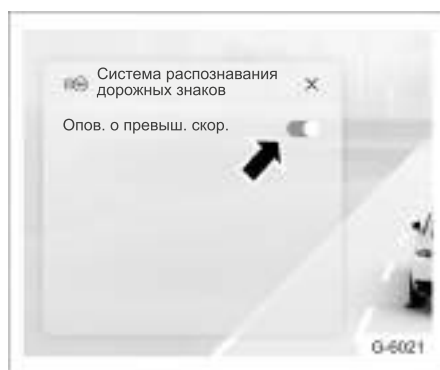 Система распознавания
дорожных знаков
Опов. о превыш. скор.
G-6021